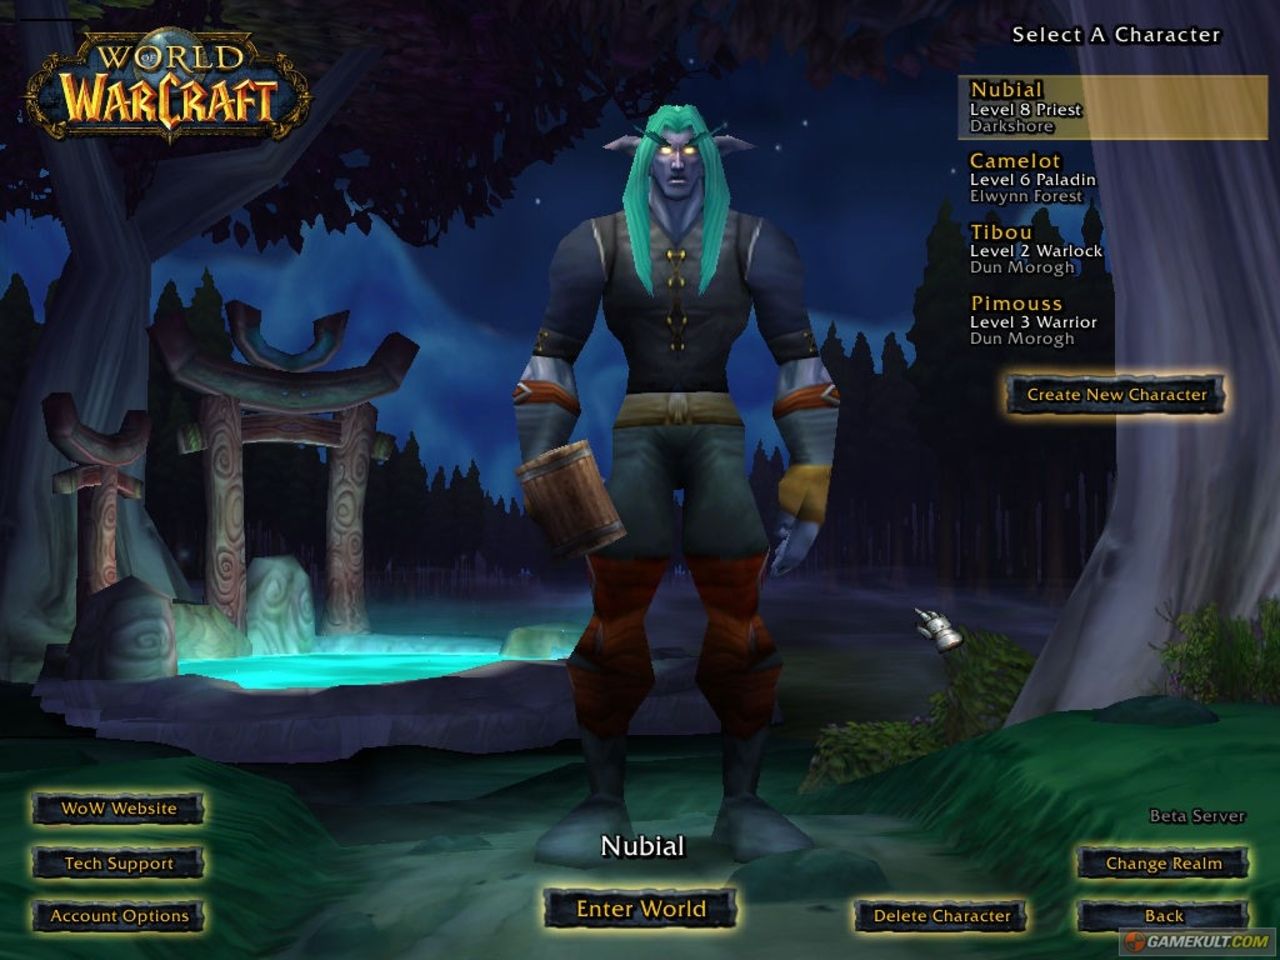 WORLD
OF
WARCRAFT
Select A Character
Nubial
Level 8 Priest
Darkshore
Camelot
Level 6 Paladin
Elwynn Forest
Tibou
Level 2 Warlock
Dun Morogh
Pimouss
Level 3 Warrior
Dun Morogh
Create New Character
WoW Website
Tech Support
Account Options
Nubial
Enter World
Delete Character
Beta Server
Change Realm
Back
GAMEKULT.COM